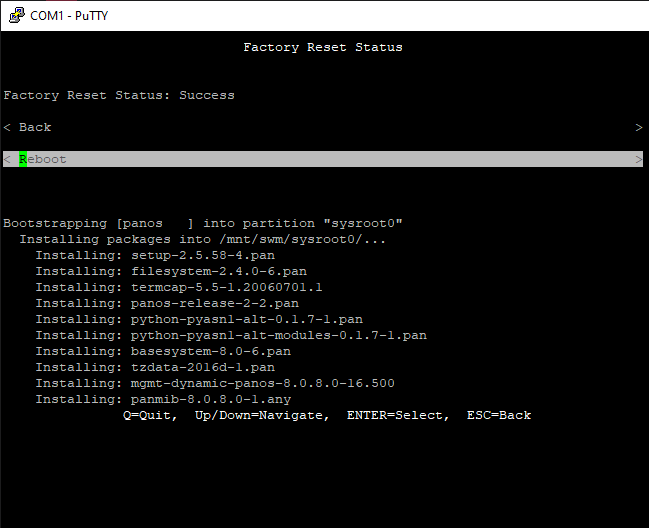 COM1 - PuTTY
Factory Reset Status
Factory Reset Status: Success
< Back >
< Reboot >
Bootstrapping [panos   ] into partition "sysroot0"
Installing packages into /mnt/swm/sysroot0/...
Installing: setup-2.5.58-4.pan
Installing: filesystem-2.4.0-6.pan
Installing: termcap-5.5-1.20060701.1
Installing: panos-release-2-2.pan
Installing: python-pyasn1-alt-0.1.7-1.pan
Installing: python-pyasn1-alt-modules-0.1.7-1.pan
Installing: basesystem-8.0-6.pan
Installing: tzdata-2016d-1.pan
Installing: mgmt-dynamic-panos-8.0.8.0-16.500
Installing: panmib-8.0.8.0-1.any
Q=Quit,  Up/Down=Navigate,  ENTER=Select,  ESC=Back